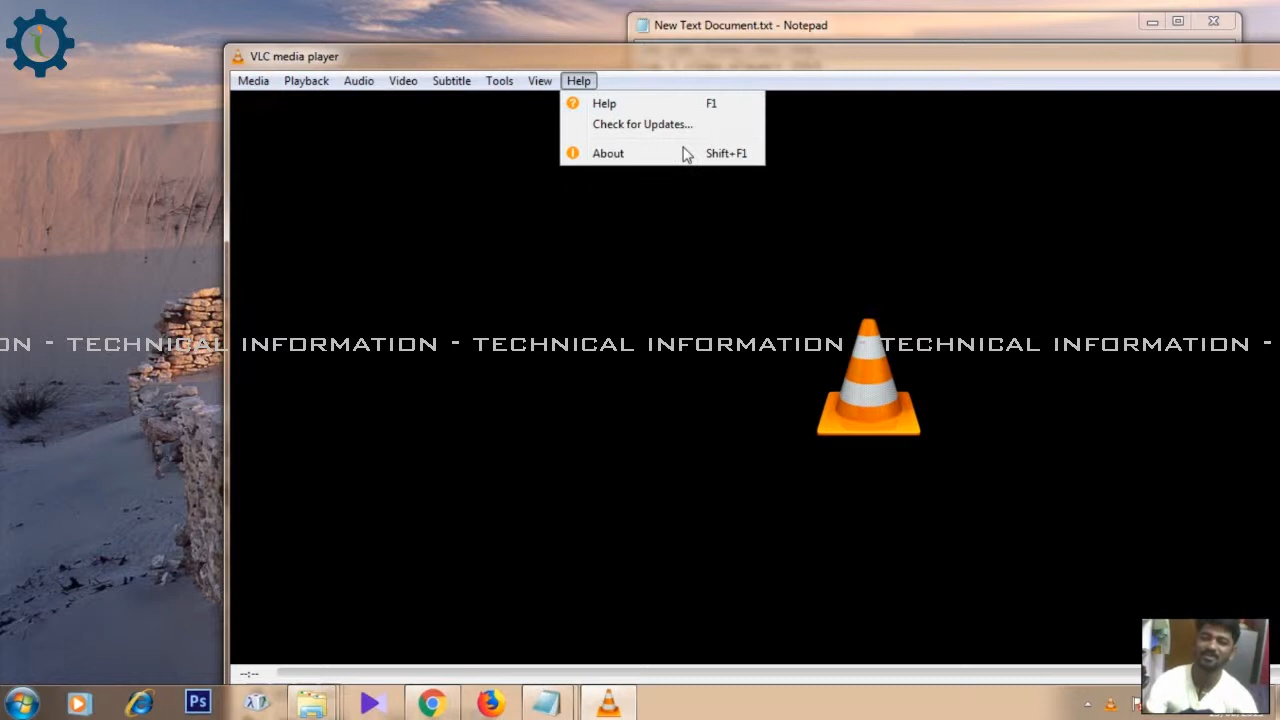 New Text Document.txt - Notepad
VLC media player
Media Playback Audio Video Subtitle Tools View Help
Help F1
Check for Updates...
About Shift+F1
ON - TECHNICAL INFORMATION - TECHNICAL INFORMATION - TECHNICAL INFORMATION -
--:--
Ps